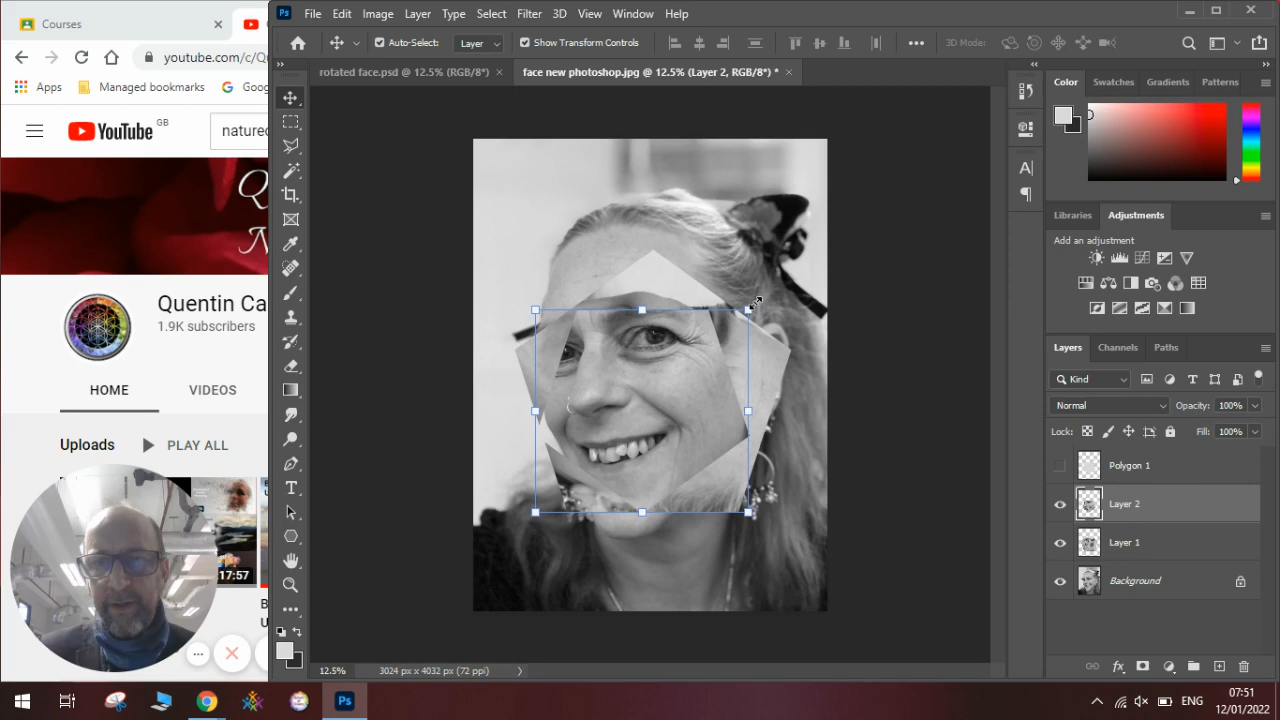 Courses
youtube.com/c/Qu
Apps
Managed bookmarks
Goog
YouTube GB
natured
Q
N
Quentin Ca
1.9K subscribers
HOME
VIDEOS
Uploads
PLAY ALL
17:57
B
U
Ps
File
Edit
Image
Layer
Type
Select
Filter
3D
View
Window
Help
Auto-Select:
Layer
Show Transform Controls
3D Mode:
rotated face.psd @ 12.5% (RGB/8*)
face new photoshop.jpg @ 12.5% (Layer 2, RGB/8*) *
12.5%
3024 px x 4032 px (72 ppi)
Color
Swatches
Gradients
Patterns
Libraries
Adjustments
Add an adjustment
Layers
Channels
Paths
Kind
Normal
Opacity:
100%
Lock:
Fill:
100%
Polygon 1
Layer 2
Layer 1
Background
Ps
ENG
07:51
12/01/2022